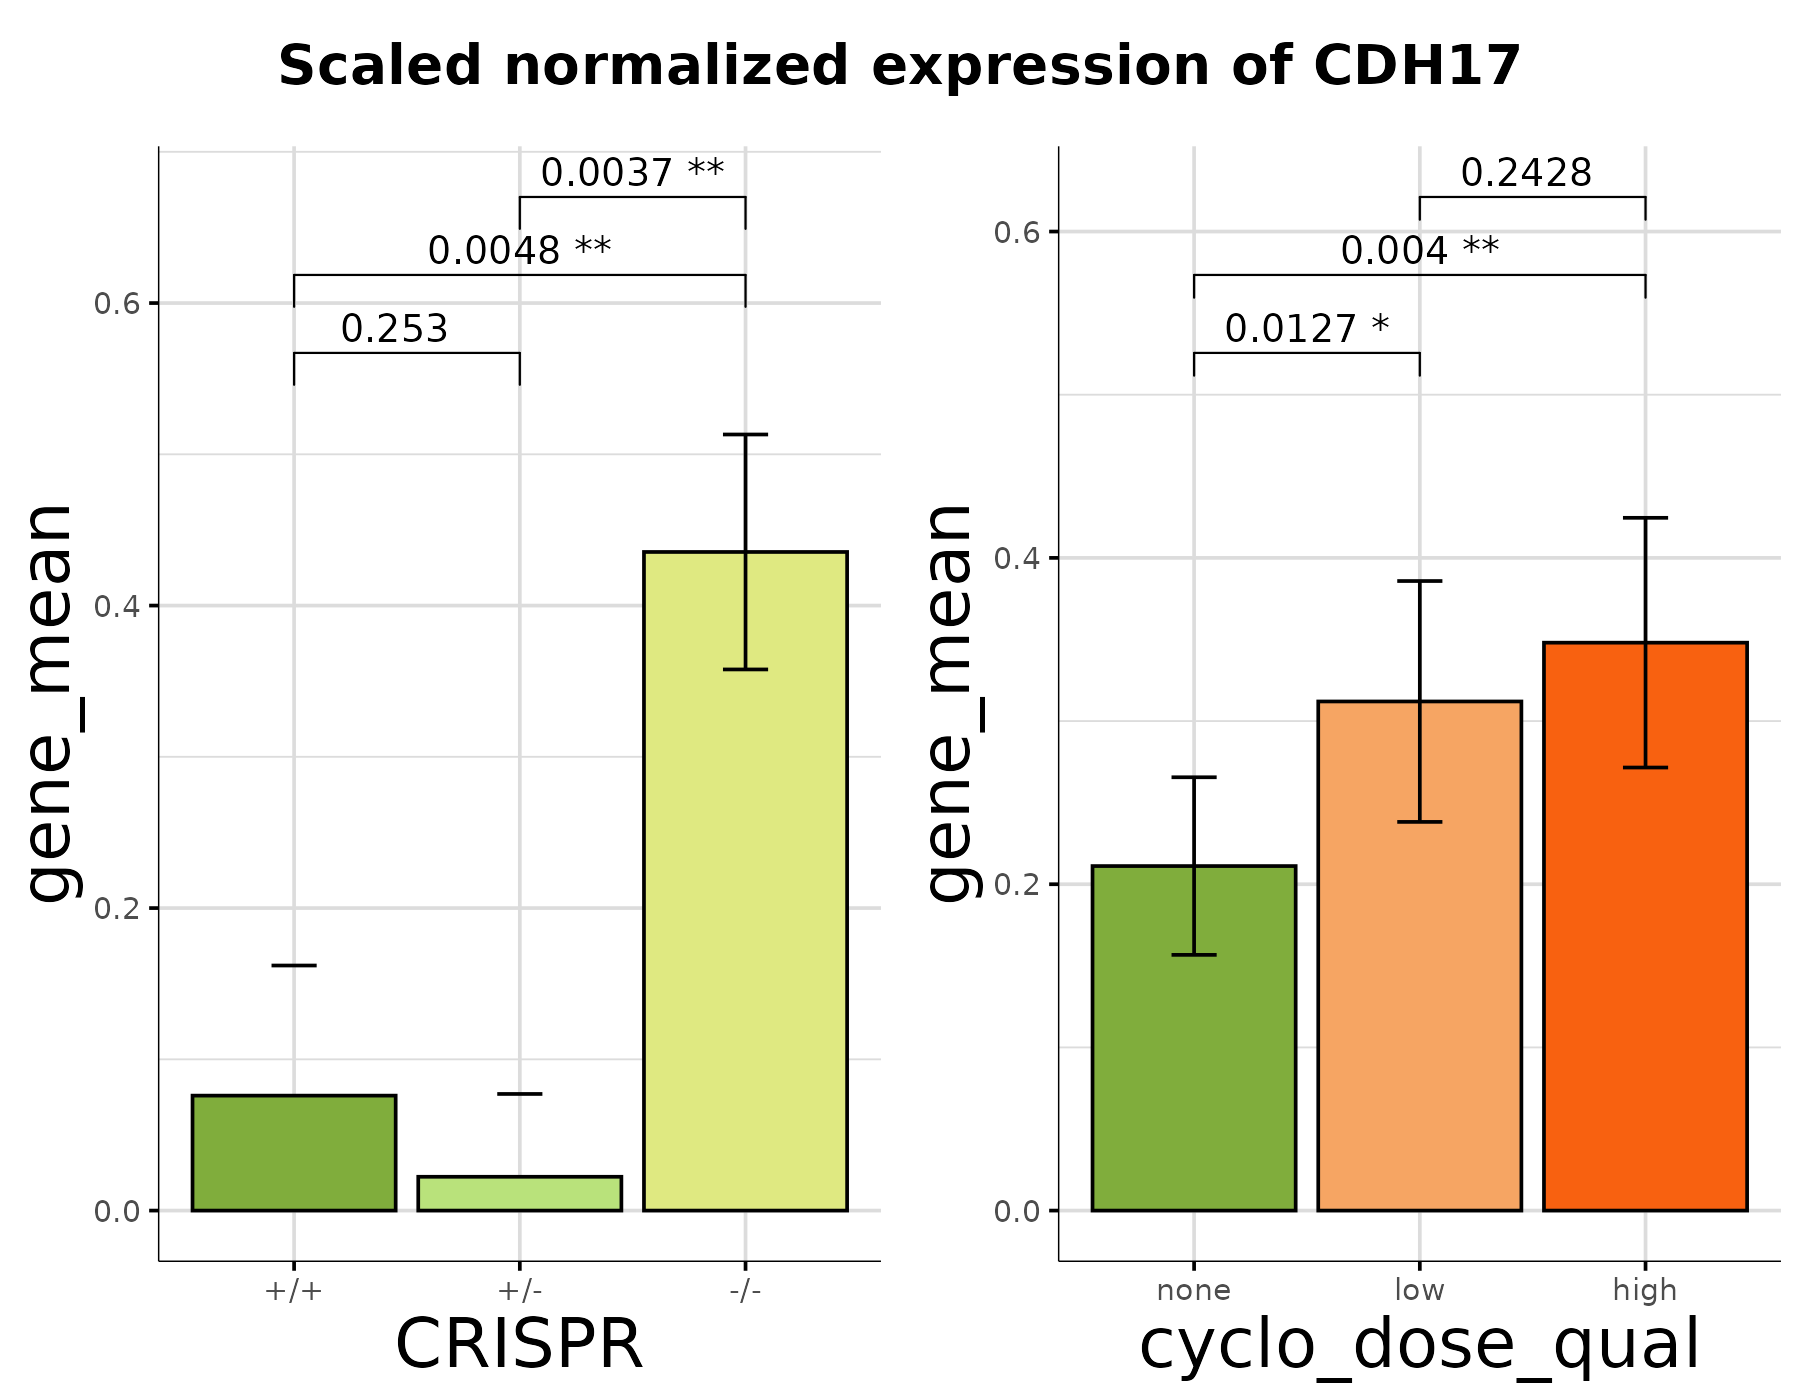 Scaled normalized expression of CDH17
gene_mean
0.6
0.4
0.2
0.0
0.0037 **
0.0048 **
0.253
+/+
+/-
-/-
CRISPR
gene_mean
0.6
0.4
0.2
0.0
0.2428
0.004 **
0.0127 *
none
low
high
cyclo_dose_qual